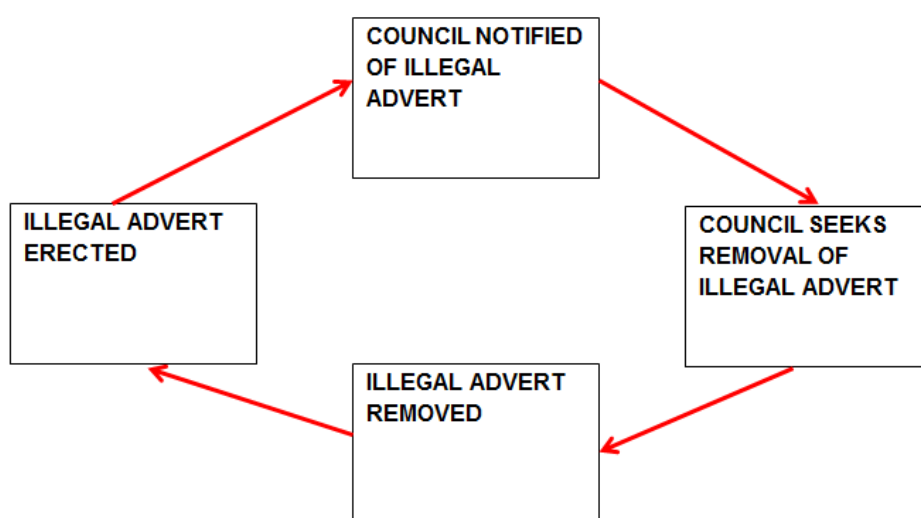 COUNCIL NOTIFIED
OF ILLEGAL
ADVERT
ILLEGAL ADVERT
ERECTED
COUNCIL SEEKS
REMOVAL OF
ILLEGAL ADVERT
ILLEGAL ADVERT
REMOVED